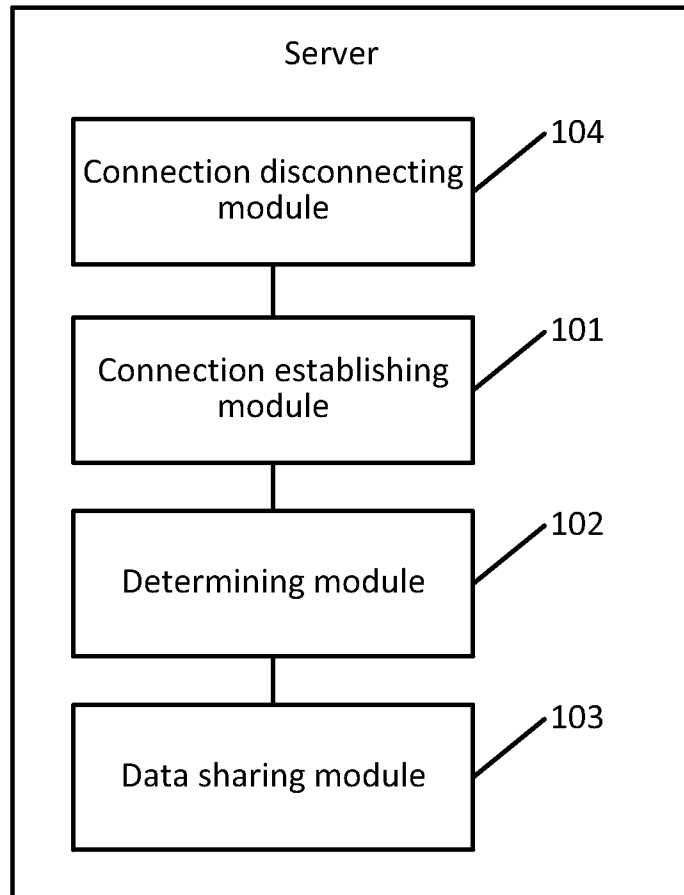 Server
Connection disconnecting
module
104
Connection establishing
module
101
Determining module
102
Data sharing module
103